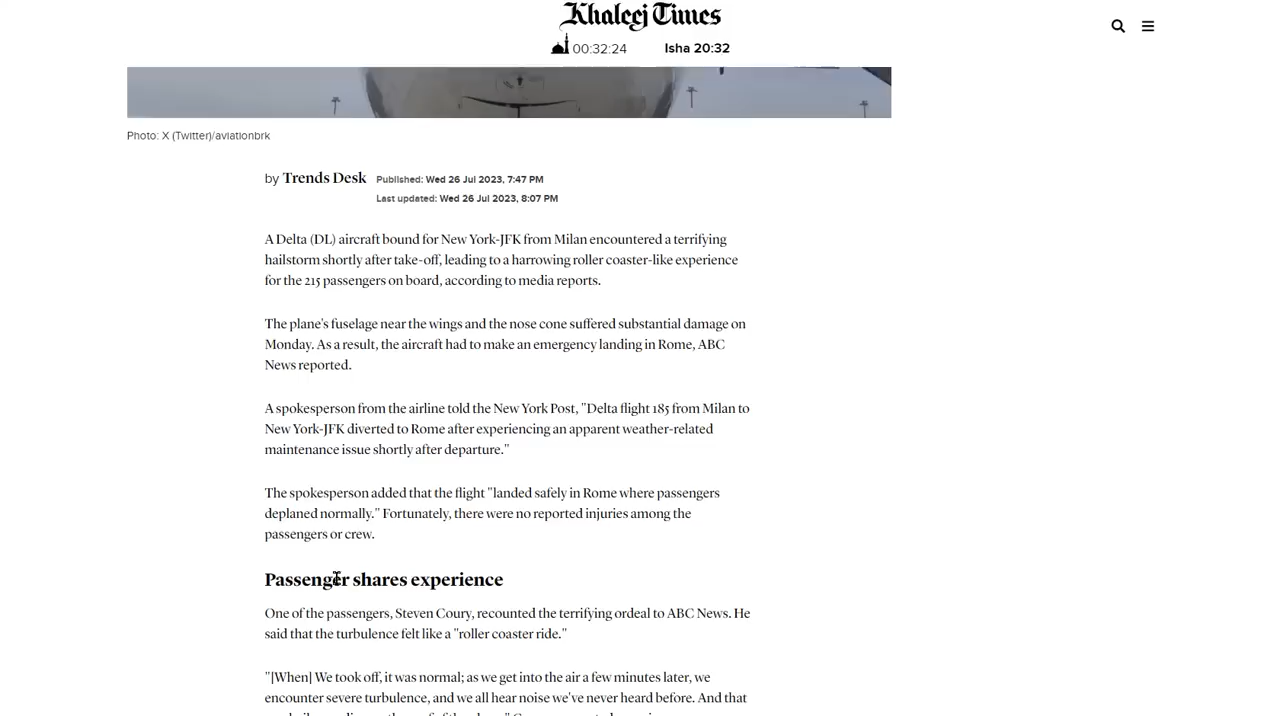 Khaleej Times
00:32:24 Isha 20:32
Photo: X (Twitter)/aviationbrk
by Trends Desk
Published: Wed 26 Jul 2023, 7:47 PM
Last updated: Wed 26 Jul 2023, 8:07 PM
A Delta (DL) aircraft bound for New York-JFK from Milan encountered a terrifying
hailstorm shortly after take-off, leading to a harrowing roller coaster-like experience
for the 215 passengers on board, according to media reports.
The plane's fuselage near the wings and the nose cone suffered substantial damage on
Monday. As a result, the aircraft had to make an emergency landing in Rome, ABC
News reported.
A spokesperson from the airline told the New York Post, "Delta flight 185 from Milan to
New York-JFK diverted to Rome after experiencing an apparent weather-related
maintenance issue shortly after departure."
The spokesperson added that the flight "landed safely in Rome where passengers
deplaned normally." Fortunately, there were no reported injuries among the
passengers or crew.
Passenger shares experience
One of the passengers, Steven Coury, recounted the terrifying ordeal to ABC News. He
said that the turbulence felt like a "roller coaster ride."
"[When] We took off, it was normal; as we get into the air a few minutes later, we
encounter severe turbulence, and we all hear noise we've never heard before. And that